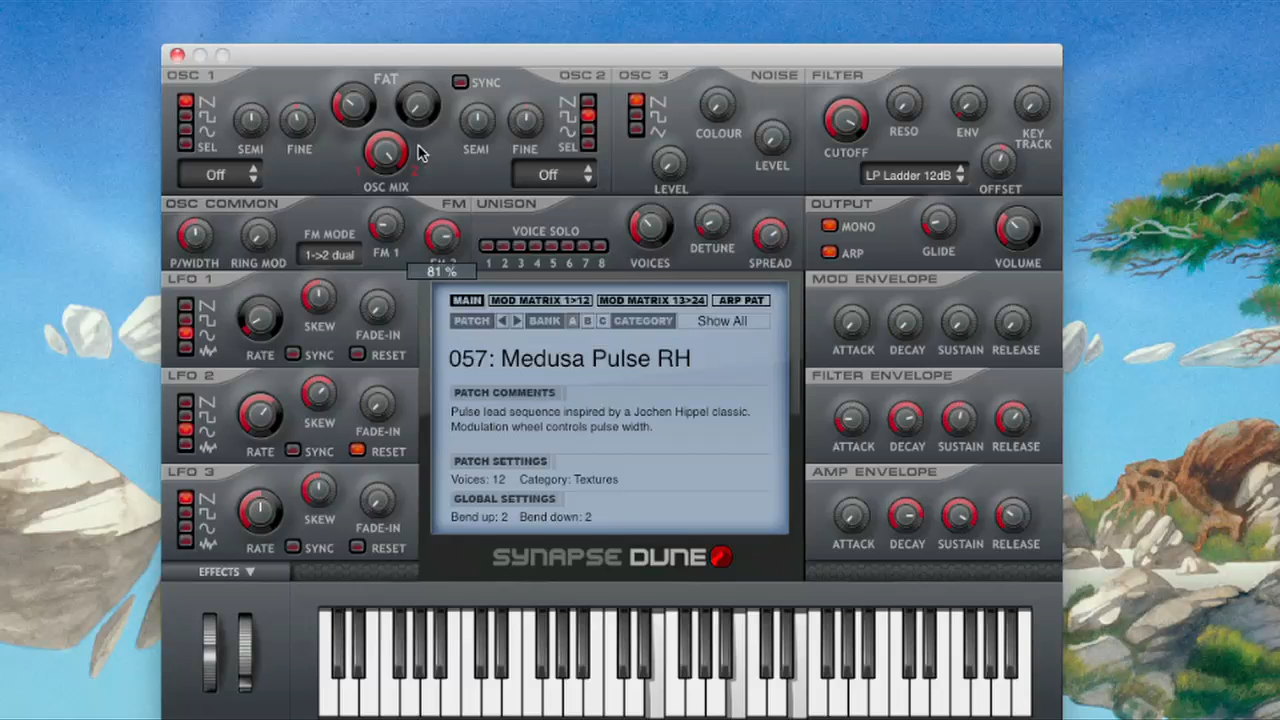 OSC 1
FAT
SYNC
OSC 2
OSC 3
NOISE
FILTER
SEL
SEMI
FINE
SEMI
FINE
SEL
COLOUR
LEVEL
LEVEL
CUTOFF
RESO
ENV
KEY
TRACK
Off
1
2
OSC MIX
Off
LP Ladder 12dB
OFFSET
OSC COMMON
FM
UNISON
OUTPUT
P/WIDTH
RING MOD
FM MODE
1->2 dual
FM 1
VOICE SOLO
1 2 3 4 5 6 7 8
VOICES
DETUNE
SPREAD
MONO
ARP
GLIDE
VOLUME
81 %
LFO 1
RATE
SKEW
SYNC
FADE-IN
RESET
MAIN
MOD MATRIX 1>12
MOD MATRIX 13>24
ARP PAT
PATCH
BANK
A
B
C
CATEGORY
Show All
057: Medusa Pulse RH
PATCH COMMENTS
Pulse lead sequence inspired by a Jochen Hippel classic.
Modulation wheel controls pulse width.
PATCH SETTINGS
Voices: 12 Category: Textures
GLOBAL SETTINGS
Bend up: 2 Bend down: 2
MOD ENVELOPE
ATTACK
DECAY
SUSTAIN
RELEASE
LFO 2
RATE
SKEW
SYNC
FADE-IN
RESET
FILTER ENVELOPE
ATTACK
DECAY
SUSTAIN
RELEASE
LFO 3
RATE
SKEW
SYNC
FADE-IN
RESET
AMP ENVELOPE
ATTACK
DECAY
SUSTAIN
RELEASE
SYNAPSE DUNE
EFFECTS